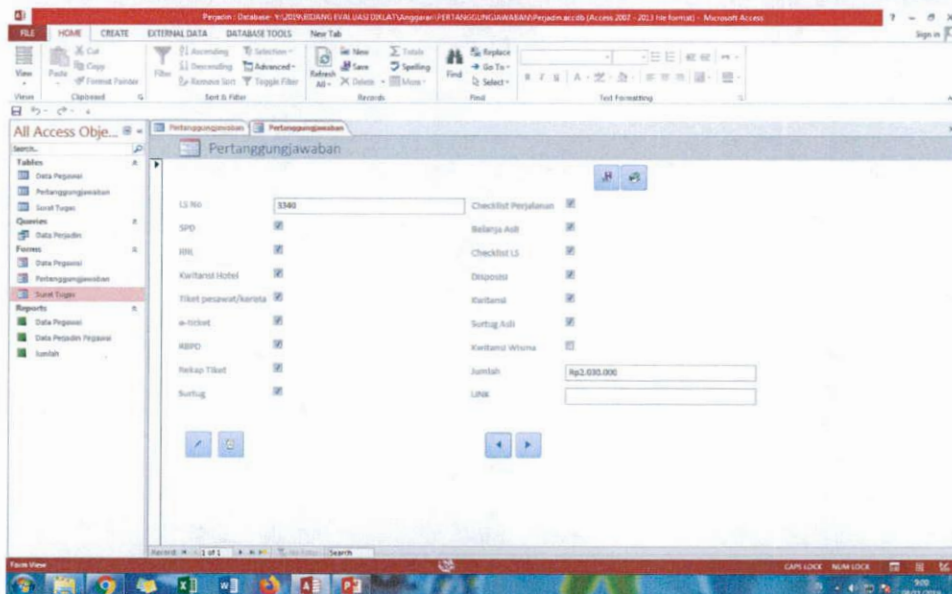 Perjadin : Database- Y:\2019\BIDANG EVALUASI DIKLAT\Anggaran\PERTANGGUNGJAWABAN\Perjadin.accdb (Access 2007 - 2013 file format) - Microsoft Access
Sign in
FILE HOME CREATE EXTERNAL DATA DATABASE TOOLS New Tab
View
Views
Paste
Cut
Copy
Format Painter
Clipboard
Filter
Ascending
Descending
Remove Sort
Selection
Advanced
Toggle Filter
Sort & Filter
Refresh All
New
Save
Delete
Totals
Spelling
More
Records
Find
Replace
Go To
Select
Find
Text Formatting
All Access Obje...
Search...
Tables
Data Pegawai
Pertanggungjawaban
Surat Tugas
Queries
Data Perjadin
Forms
Data Pegawai
Pertanggungjawaban
Surat Tugas
Reports
Data Pegawai
Data Perjadin Pegawai
Jumlah
Pertanggungjawaban Pertanggungjawaban
Pertanggungjawaban
LS No 3340
SPD
Kwitansi Hotel
Tiket pesawat/kereta
e-ticket
RBPD
Rekap Tiket
Surtug
Checklist Perjalanan
Belanja Asli
Checklist LS
Disposisi
Kwitansi
Surtug Asli
Kwitansi Wisma
Jumlah Rp2.030.000
LINK
Record: 1 of 1 No Filter Search
Form View
CAPS LOCK NUM LOCK
9:00